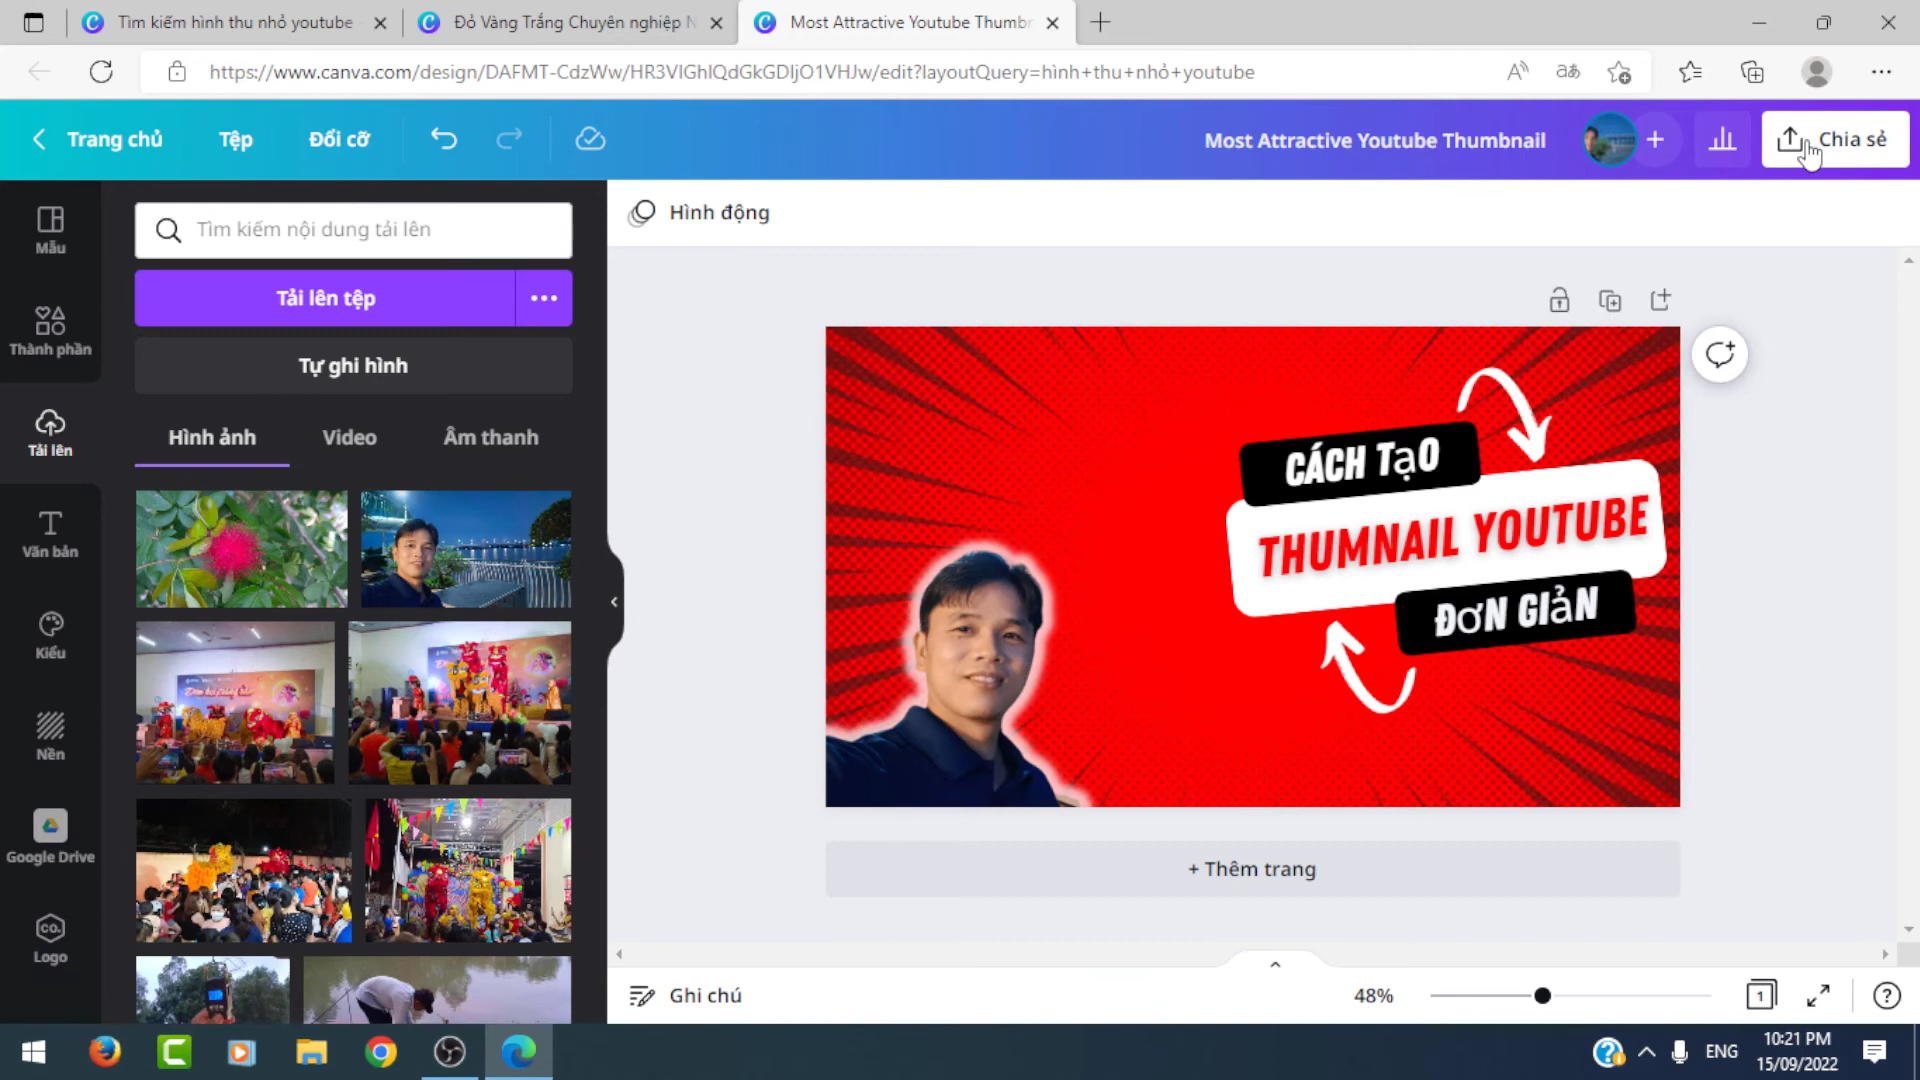 Tìm kiếm hình thu nhỏ youtube
Đỏ Vàng Trắng Chuyên nghiệp N
Most Attractive Youtube Thumbn
https://www.canva.com/design/DAFMT-CdzWw/HR3VIGhIQdGkGDIjO1VHJw/edit?layoutQuery=hình+thu+nhỏ+youtube
Trang chủ
Tệp
Đổi cỡ
Most Attractive Youtube Thumbnail
Chia sẻ
Mẫu
Thành phần
Tải lên
Văn bản
Kiểu
Nền
Google Drive
CO.
Logo
Tìm kiếm nội dung tải lên
Tải lên tệp
Tự ghi hình
Hình ảnh
Video
Âm thanh
Hình động
CÁCH TạO
THUMNAIL YOUTUBE
ĐơN GIảN
+ Thêm trang
Ghi chú
48%
1
ENG
10:21 PM
15/09/2022